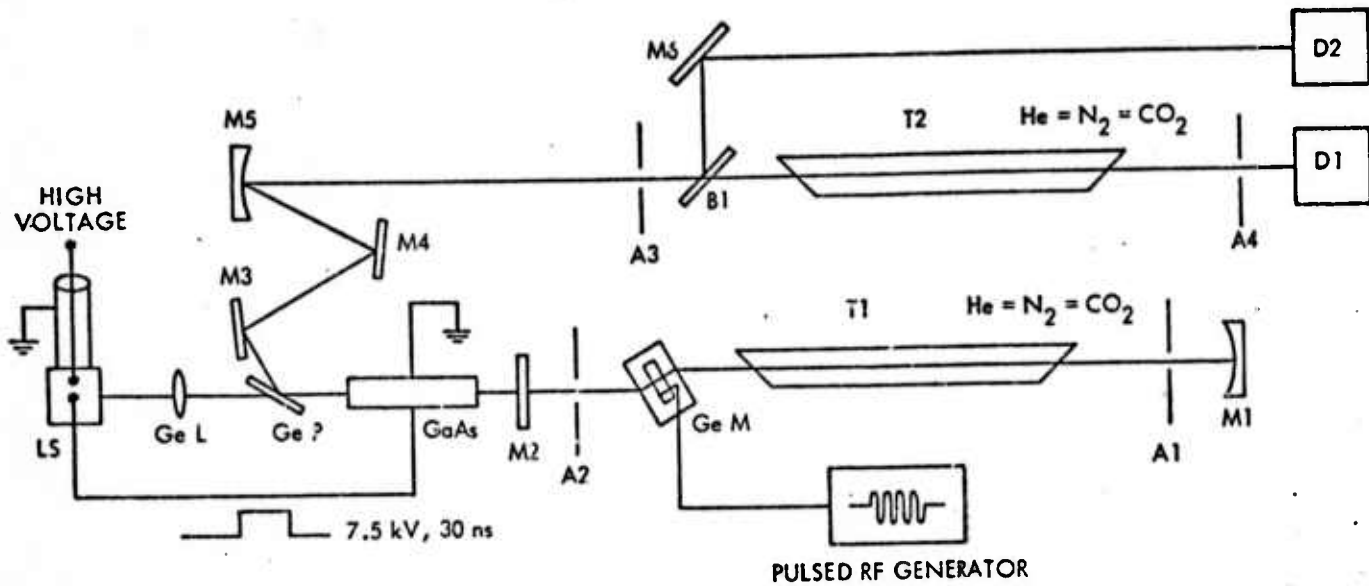 M6
D2
M5
T2
He = N2 = CO2
D1
HIGH
VOLTAGE
B1
A3
A4
M4
M3
T1
He = N2 = CO2
LS
Ge L
Ge ?
GaAs
M2
A2
Ge M
A1
M1
7.5 kV, 30 ns
PULSED RF GENERATOR